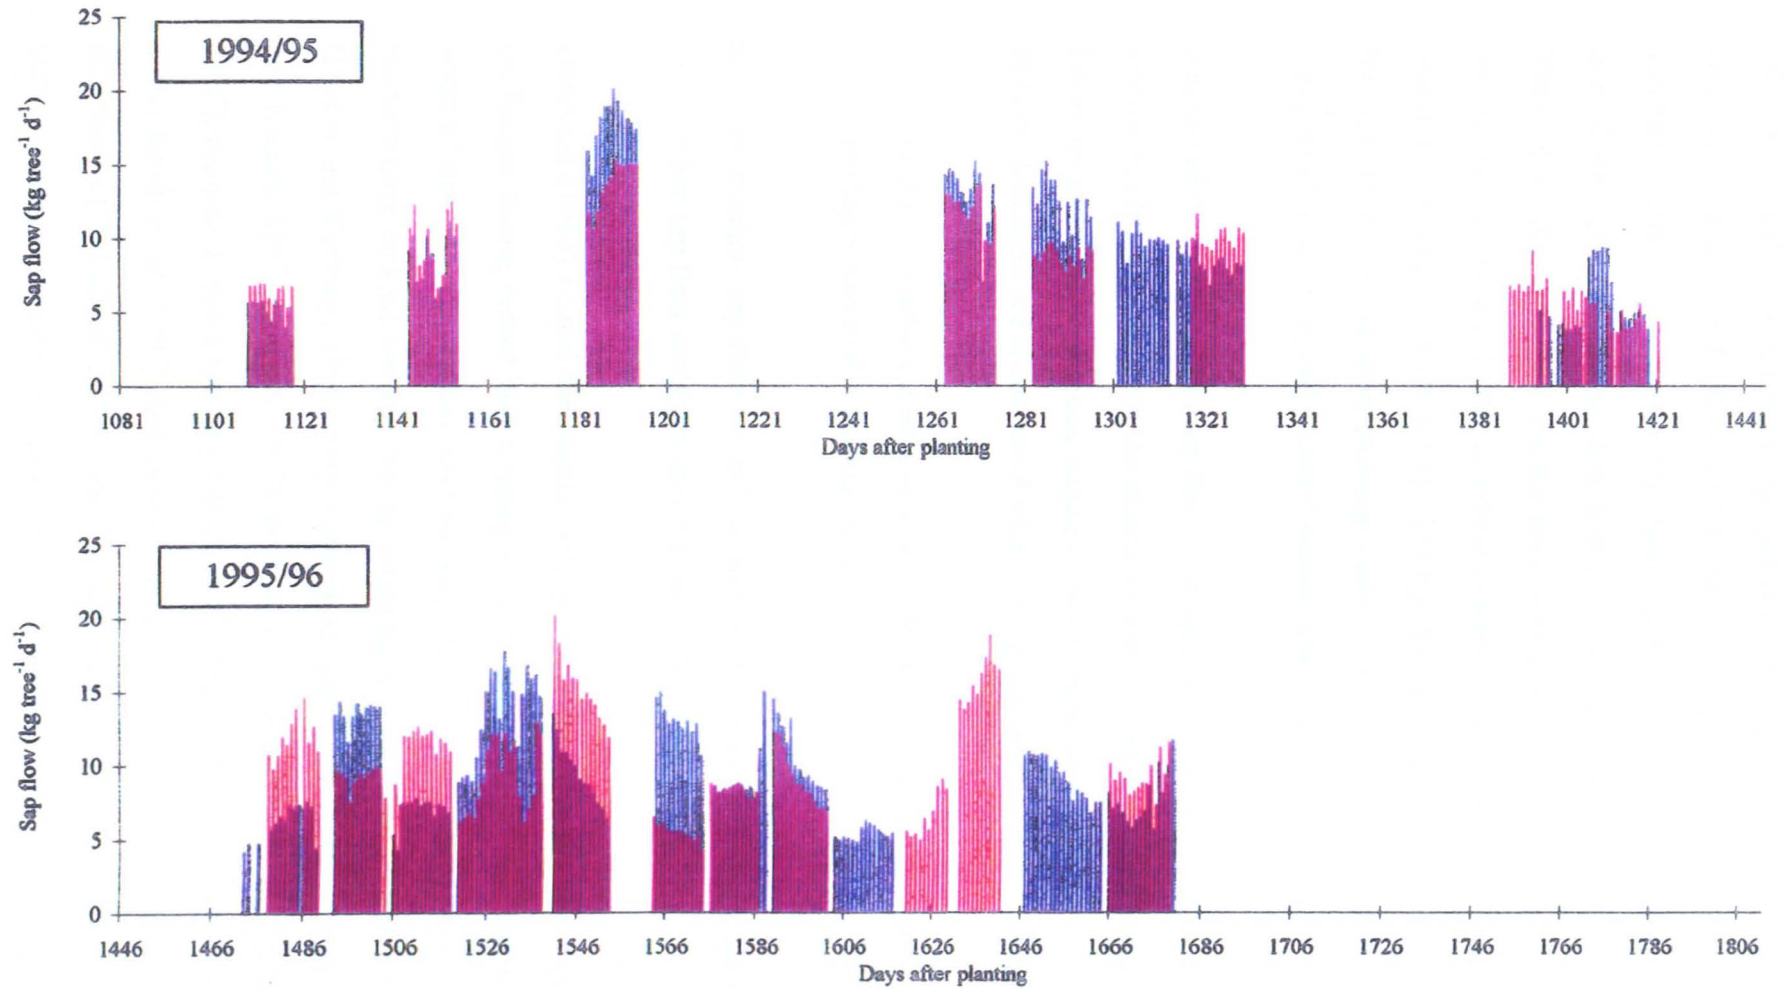 25
1994/95
20
15
10
5
0
Sap flow (kg tree⁻¹ d⁻¹)
1081 1101 1121 1141 1161 1181 1201 1221 1241 1261 1281 1301 1321 1341 1361 1381 1401 1421 1441
Days after planting
25
1995/96
20
15
10
5
0
Sap flow (kg tree⁻¹ d⁻¹)
1446 1466 1486 1506 1526 1546 1566 1586 1606 1626 1646 1666 1686 1706 1726 1746 1766 1786 1806
Days after planting